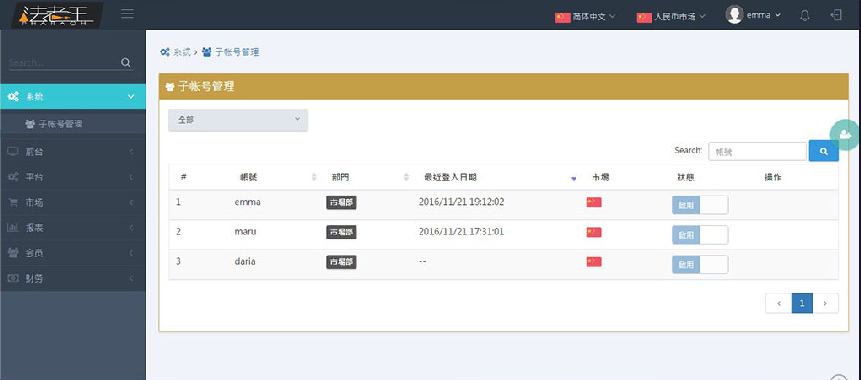 法老王
简体中文
人民币市场
emma
Search...
系统
子帐号管理
前台
平台
市场
报表
会员
财务
系统 > 子帐号管理
子帐号管理
全部
Search: 帳號
# 帳號 部門 最近登入日期 市場 狀態 操作
1 emma 市場部 2016/11/21 19:12:02 啟用
2 maru 市場部 2016/11/21 17:31:01 啟用
3 daria 市場部 -- 啟用
< 1 >